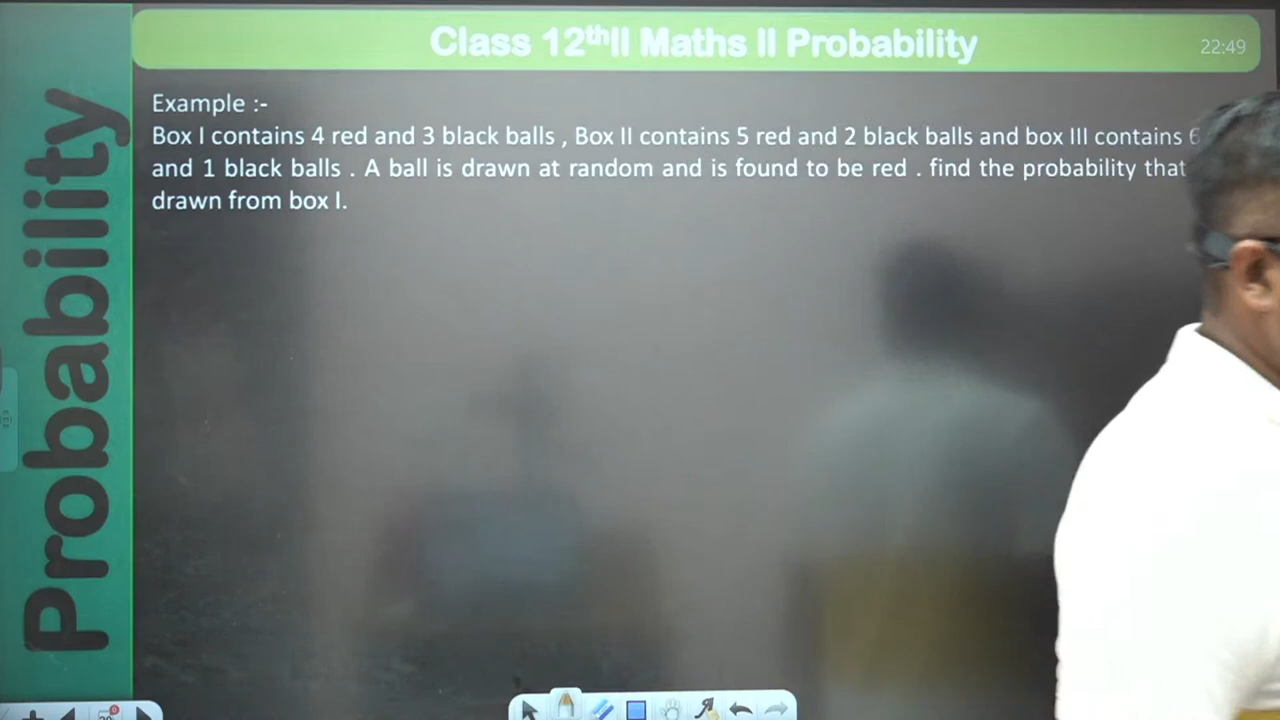 Class 12thII Maths II Probability
22:49
Probability
Example :-
Box I contains 4 red and 3 black balls , Box II contains 5 red and 2 black balls and box III contains 6
and 1 black balls . A ball is drawn at random and is found to be red . find the probability that
drawn from box I.